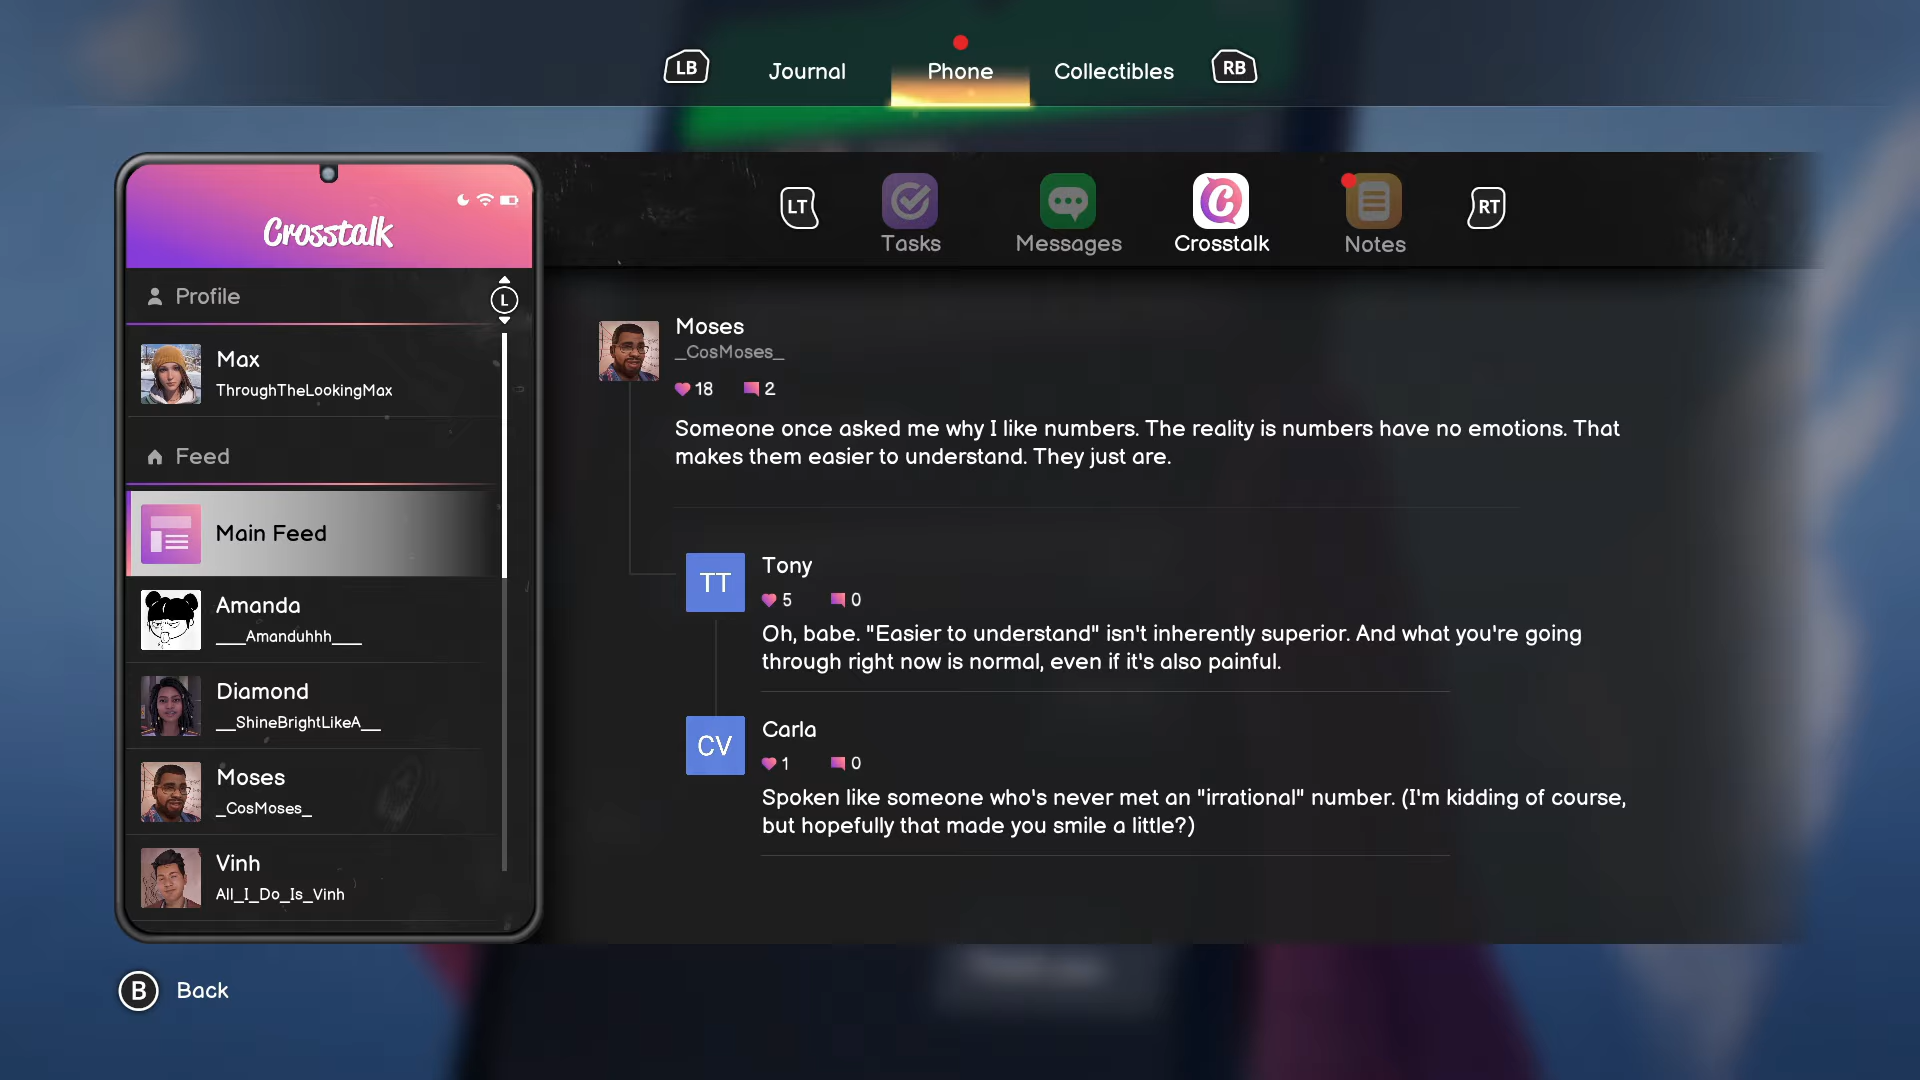 LB
Journal
Phone
Collectibles
RB
Crosstalk
LT
Tasks
Messages
Crosstalk
Notes
RT
Profile
L
Max
ThroughTheLookingMax
Feed
Main Feed
Amanda
____Amanduhhh____
Diamond
__ShineBrightLikeA__
Moses
_CosMoses_
Vinh
All_I_Do_Is_Vinh
Moses
_CosMoses_
18 2
Someone once asked me why I like numbers. The reality is numbers have no emotions. That
makes them easier to understand. They just are.
TT
Tony
5 0
Oh, babe. "Easier to understand" isn't inherently superior. And what you're going
through right now is normal, even if it's also painful.
CV
Carla
1 0
Spoken like someone who's never met an "irrational" number. (I'm kidding of course,
but hopefully that made you smile a little?)
B Back